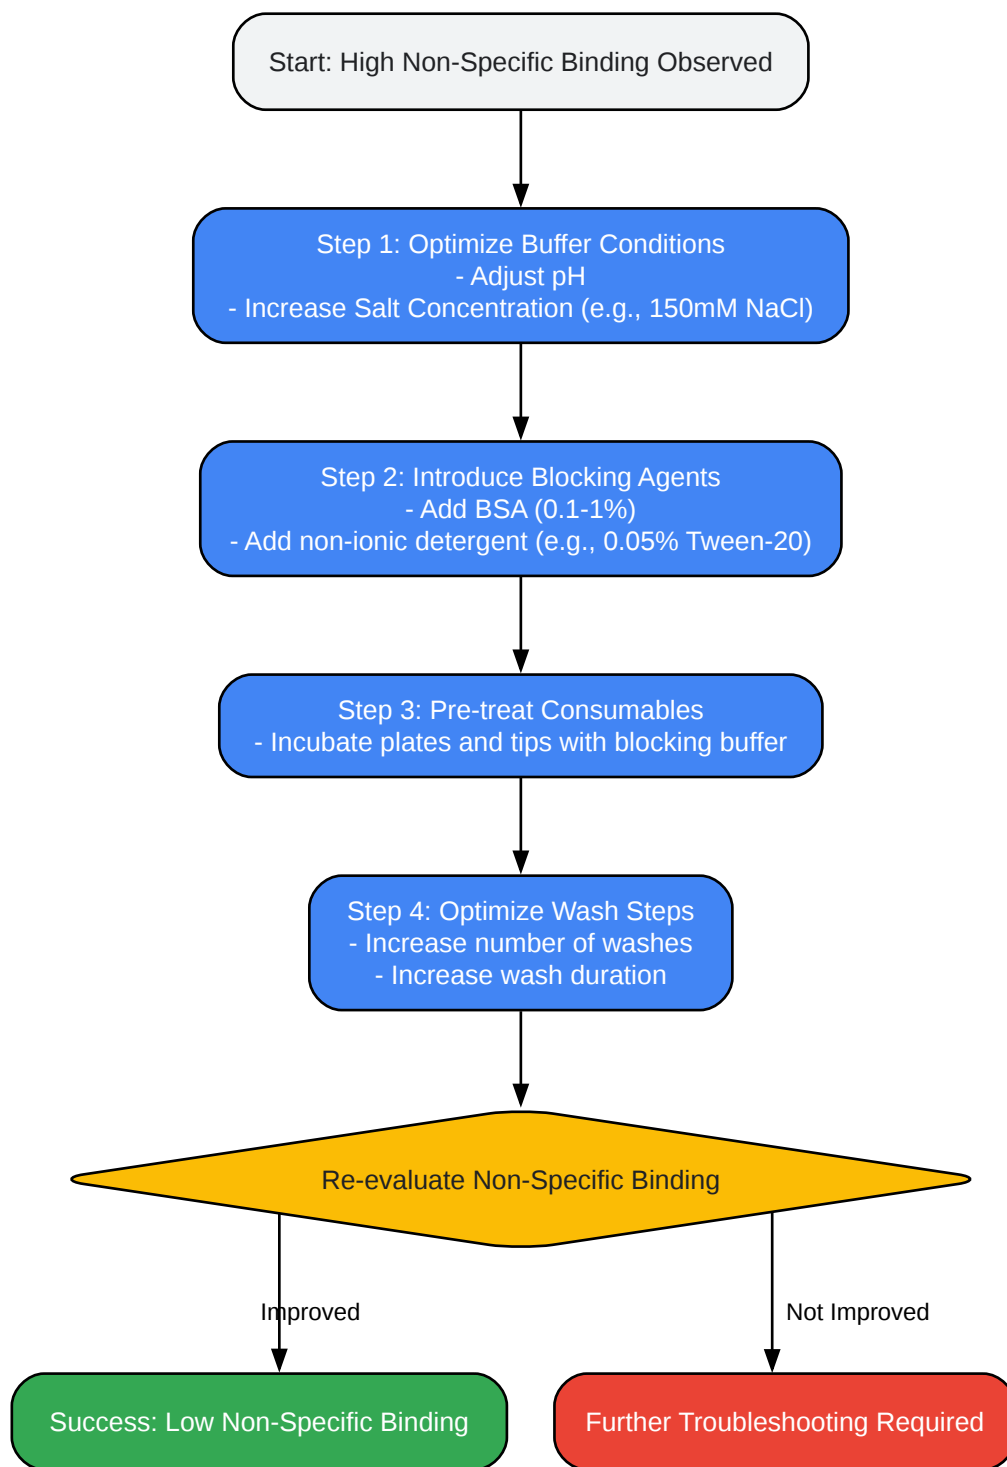 Start: High Non-Specific Binding Observed
Step 1: Optimize Buffer Conditions
- Adjust pH
- Increase Salt Concentration (e.g., 150mM NaCl)
Step 2: Introduce Blocking Agents
- Add BSA (0.1-1%)
- Add non-ionic detergent (e.g., 0.05% Tween-20)
Step 3: Pre-treat Consumables
- Incubate plates and tips with blocking buffer
Step 4: Optimize Wash Steps
- Increase number of washes
- Increase wash duration
Re-evaluate Non-Specific Binding
Improved
Not Improved
Success: Low Non-Specific Binding
Further Troubleshooting Required